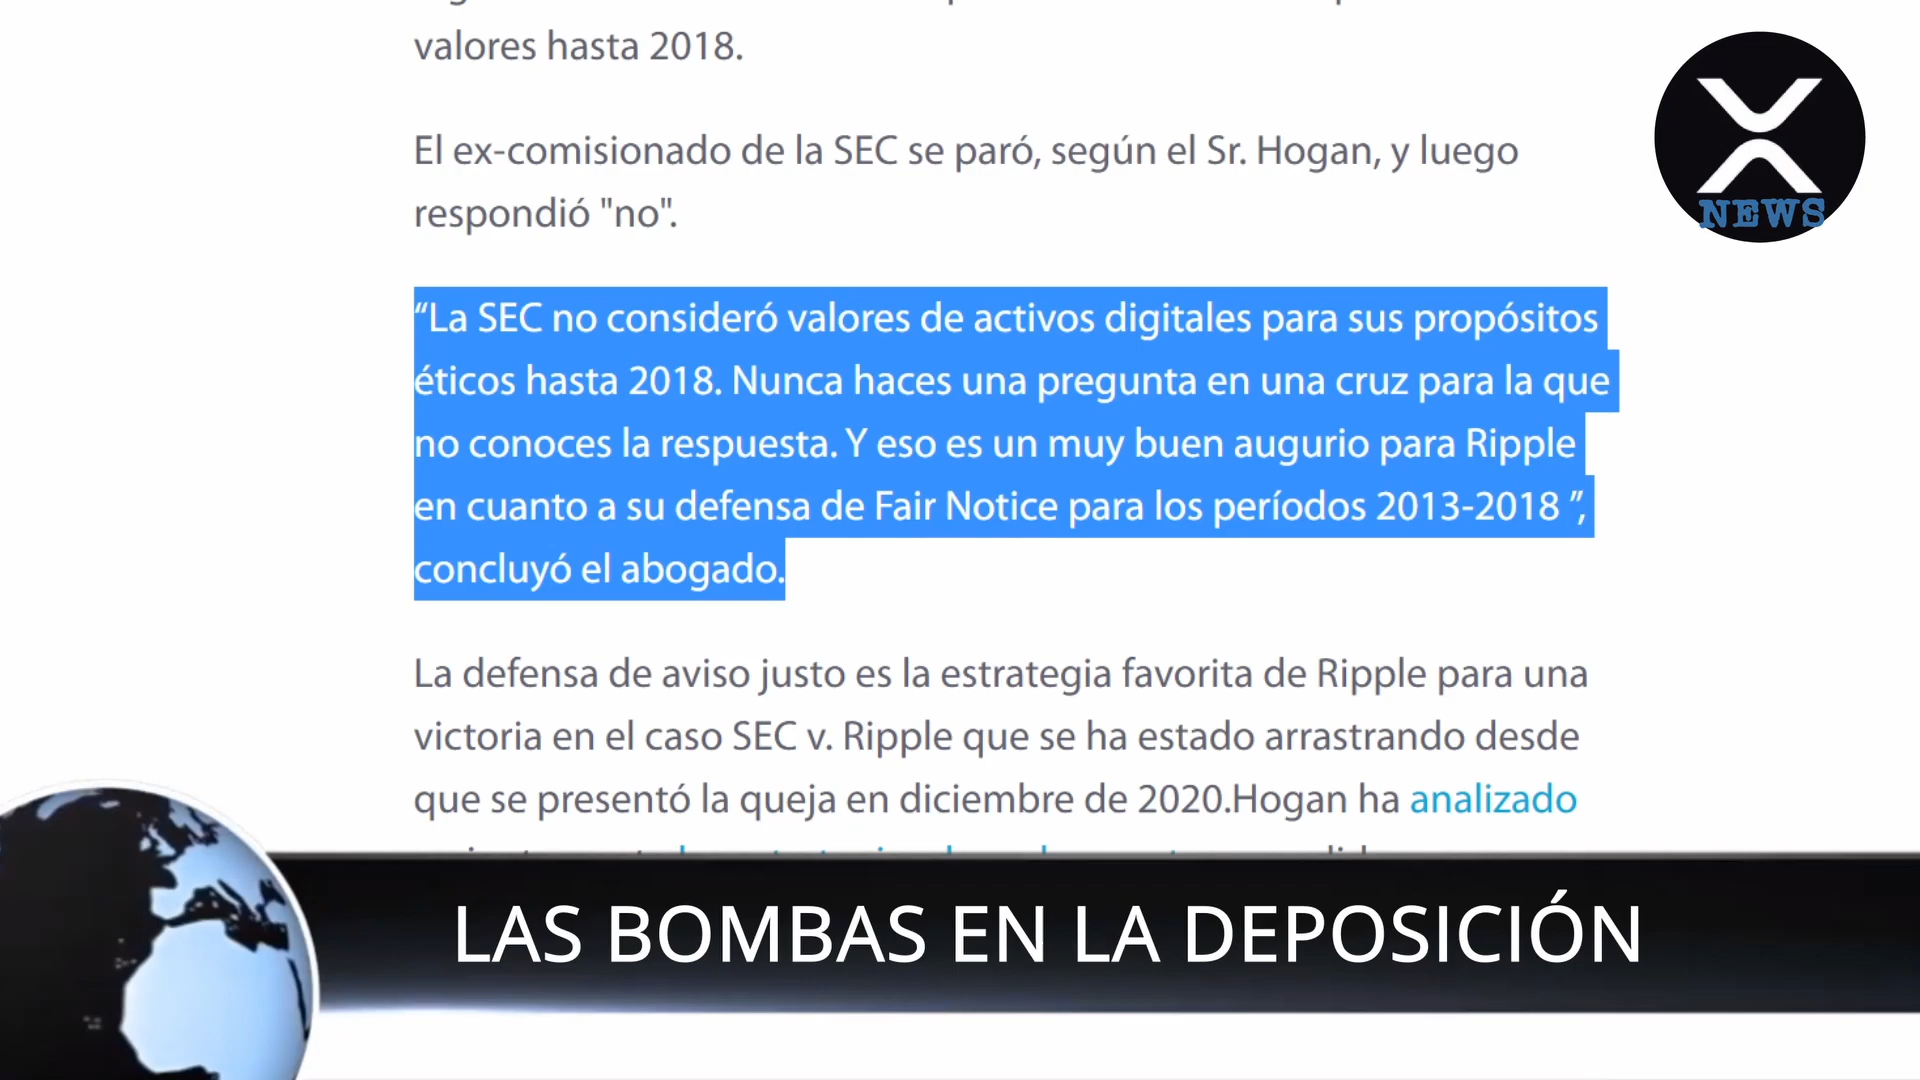 valores hasta 2018.
El ex-comisionado de la SEC se paró, según el Sr. Hogan, y luego
respondió "no".
“La SEC no consideró valores de activos digitales para sus propósitos
éticos hasta 2018. Nunca haces una pregunta en una cruz para la que
no conoces la respuesta. Y eso es un muy buen augurio para Ripple
en cuanto a su defensa de Fair Notice para los períodos 2013-2018 ”,
concluyó el abogado.
La defensa de aviso justo es la estrategia favorita de Ripple para una
victoria en el caso SEC v. Ripple que se ha estado arrastrando desde
que se presentó la queja en diciembre de 2020.Hogan ha analizado
NEWS
LAS BOMBAS EN LA DEPOSICIÓN